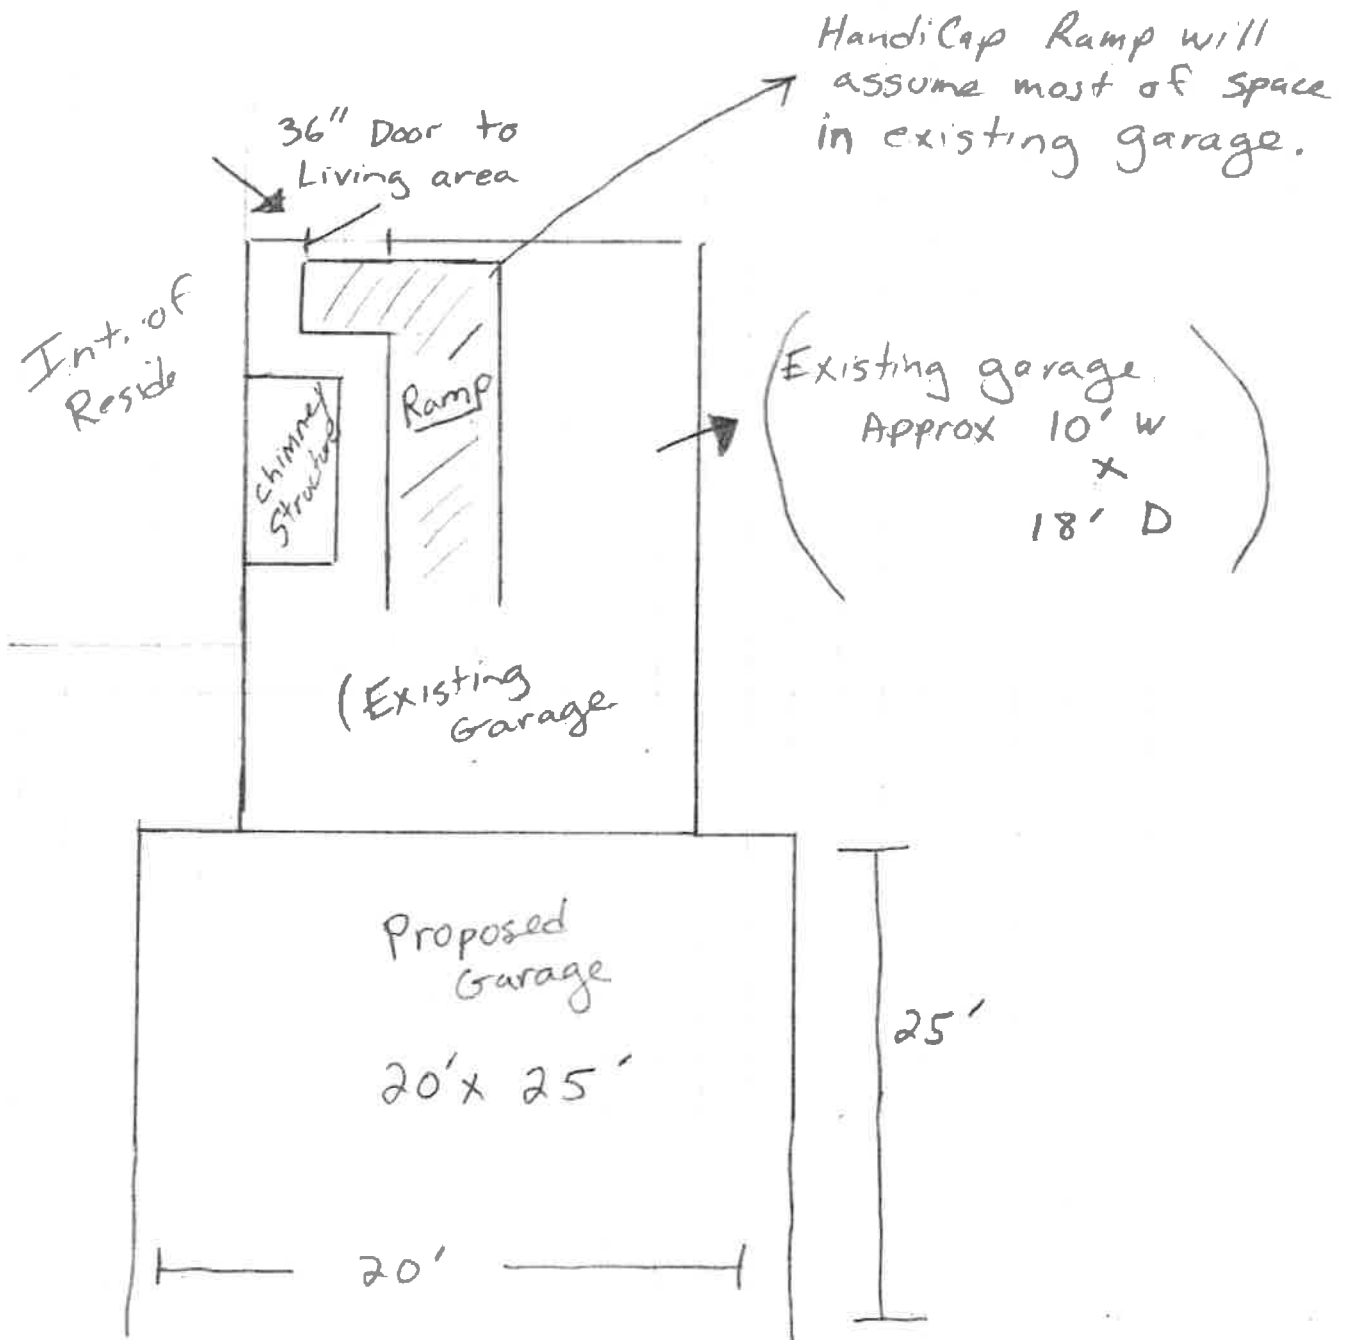 HandiCap Ramp will
assume most of space
in existing garage.
36" Door to
Living area
Int. of
Reside
Ramp
Chimney
Structure
Existing garage
Approx 10' W
x
18' D
(Existing
Garage
Proposed
Garage
20' x 25'
25'
20'